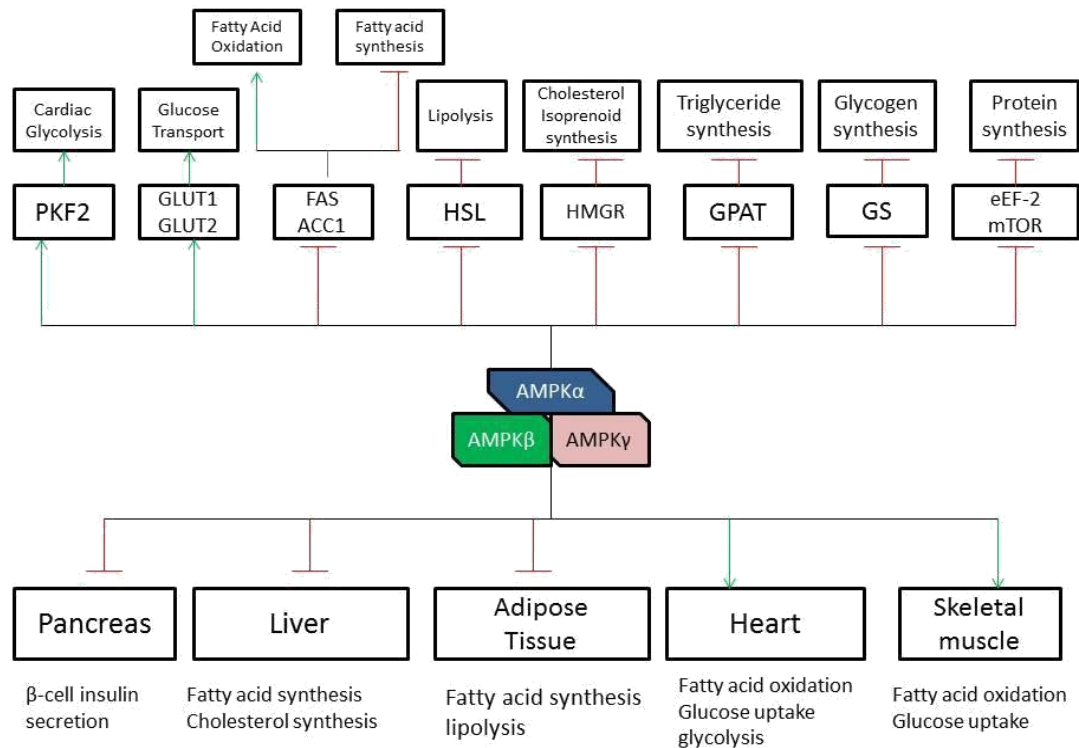 Fatty Acid
Oxidation
Fatty acid
synthesis
Cardiac
Glycolysis
Glucose
Transport
Lipolysis
Cholesterol
Isoprenoid
synthesis
Triglyceride
synthesis
Glycogen
synthesis
Protein
synthesis
PKF2
GLUT1
GLUT2
FAS
ACC1
HSL
HMGR
GPAT
GS
eEF-2
mTOR
AMPKα
AMPKβ
AMPKγ
Pancreas
Liver
Adipose
Tissue
Heart
Skeletal
muscle
β-cell insulin
secretion
Fatty acid synthesis
Cholesterol synthesis
Fatty acid synthesis
lipolysis
Fatty acid oxidation
Glucose uptake
glycolysis
Fatty acid oxidation
Glucose uptake